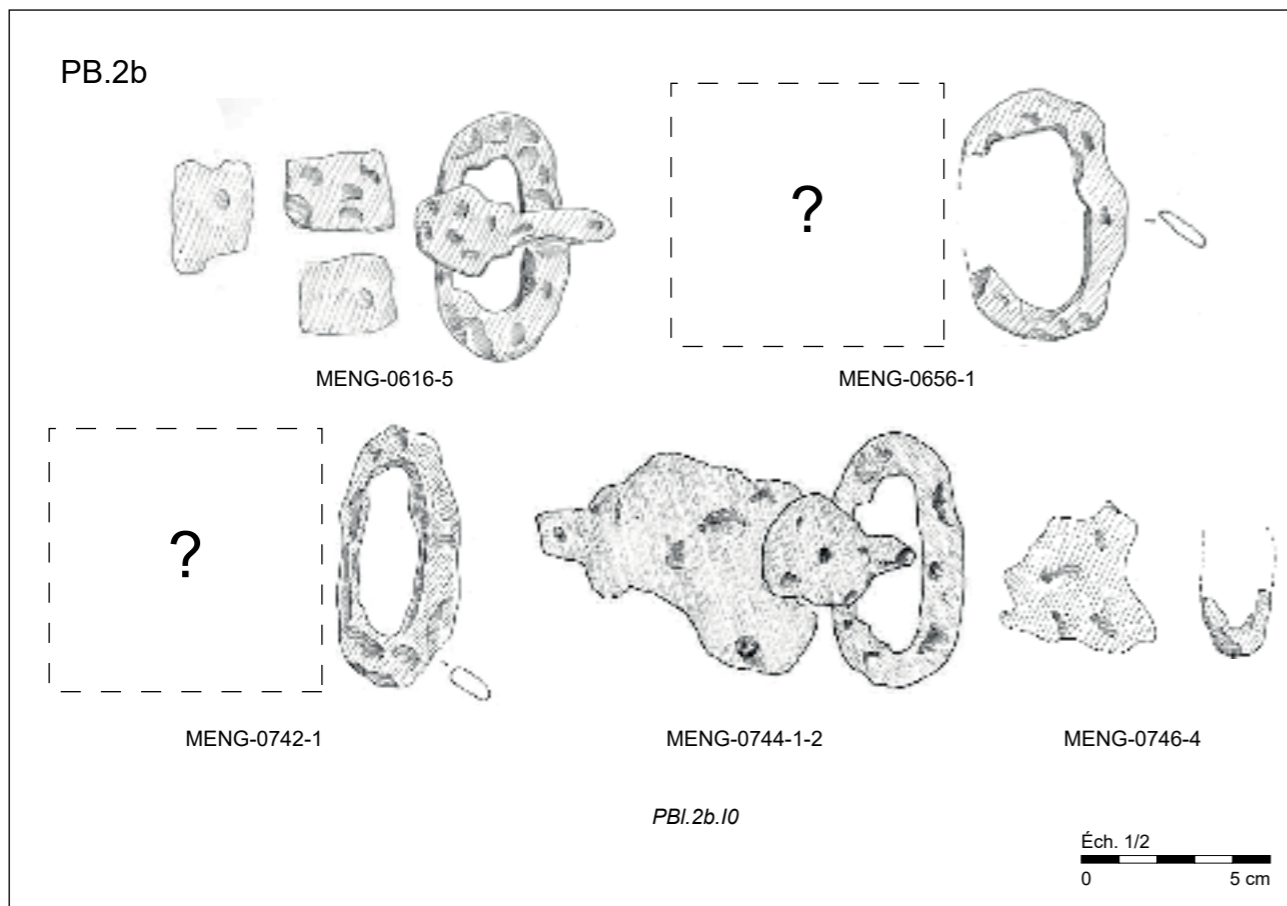 PB.2b
?
MENG-0616-5
MENG-0656-1
?
MENG-0742-1
MENG-0744-1-2
MENG-0746-4
PBl.2b.I0
Éch. 1/2
0 5 cm